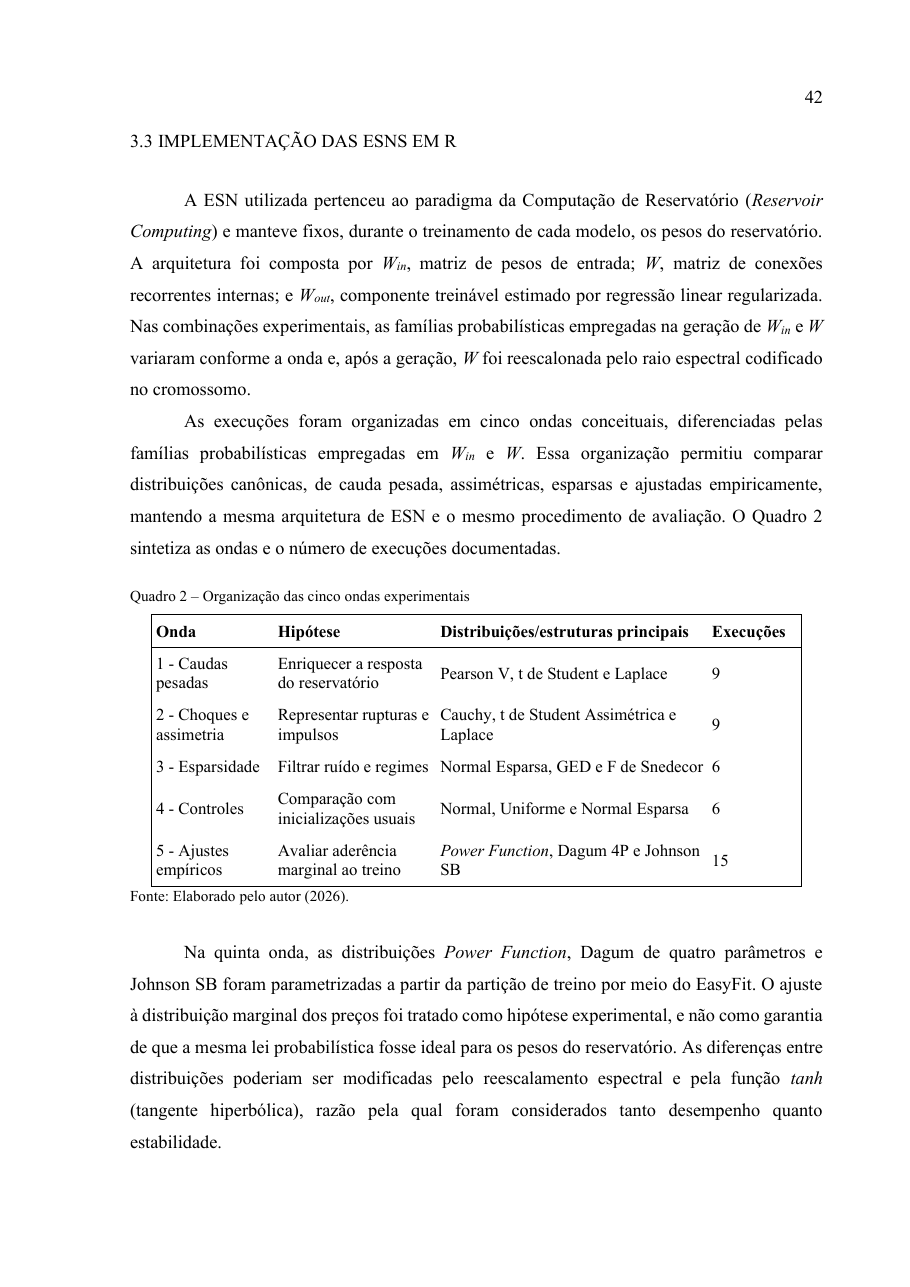 42
3.3 IMPLEMENTAÇÃO DAS ESNS EM R
A ESN utilizada pertenceu ao paradigma da Computação de Reservatório (Reservoir
Computing) e manteve fixos, durante o treinamento de cada modelo, os pesos do reservatório.
A arquitetura foi composta por Win, matriz de pesos de entrada; W, matriz de conexões
recorrentes internas; e Wout, componente treinável estimado por regressão linear regularizada.
Nas combinações experimentais, as famílias probabilísticas empregadas na geração de Win e W
variaram conforme a onda e, após a geração, W foi reescalonada pelo raio espectral codificado
no cromossomo.
As execuções foram organizadas em cinco ondas conceituais, diferenciadas pelas
famílias probabilísticas empregadas em Win e W. Essa organização permitiu comparar
distribuições canônicas, de cauda pesada, assimétricas, esparsas e ajustadas empiricamente,
mantendo a mesma arquitetura de ESN e o mesmo procedimento de avaliação. O Quadro 2
sintetiza as ondas e o número de execuções documentadas.
Quadro 2 – Organização das cinco ondas experimentais
Onda Hipótese Distribuições/estruturas principais Execuções
1 - Caudas pesadas Enriquecer a resposta do reservatório Pearson V, t de Student e Laplace 9
2 - Choques e assimetria Representar rupturas e impulsos Cauchy, t de Student Assimétrica e Laplace 9
3 - Esparsidade Filtrar ruído e regimes Normal Esparsa, GED e F de Snedecor 6
4 - Controles Comparação com inicializações usuais Normal, Uniforme e Normal Esparsa 6
5 - Ajustes empíricos Avaliar aderência marginal ao treino Power Function, Dagum 4P e Johnson SB 15
Fonte: Elaborado pelo autor (2026).
Na quinta onda, as distribuições Power Function, Dagum de quatro parâmetros e
Johnson SB foram parametrizadas a partir da partição de treino por meio do EasyFit. O ajuste
à distribuição marginal dos preços foi tratado como hipótese experimental, e não como garantia
de que a mesma lei probabilística fosse ideal para os pesos do reservatório. As diferenças entre
distribuições poderiam ser modificadas pelo reescalamento espectral e pela função tanh
(tangente hiperbólica), razão pela qual foram considerados tanto desempenho quanto
estabilidade.